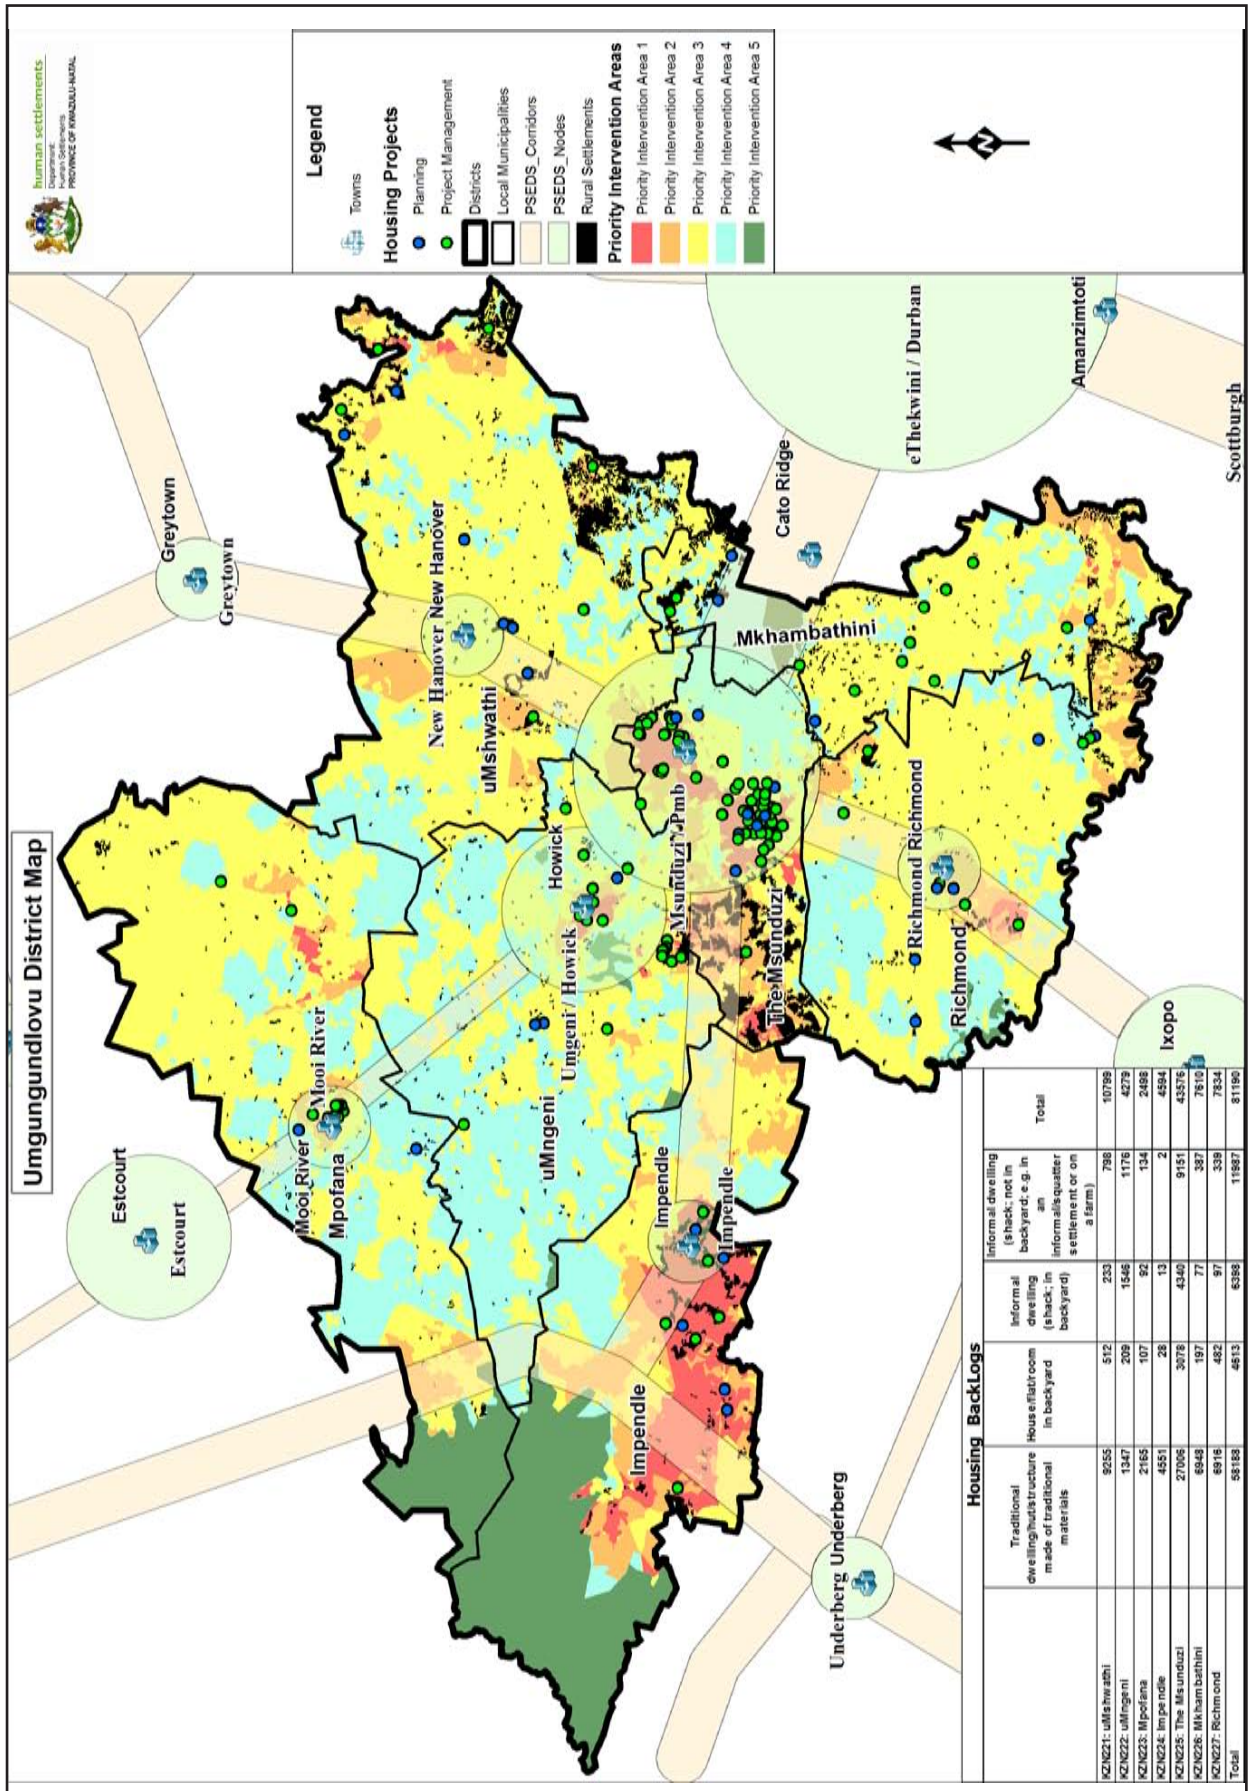 Umgungundlovu District Map
human settlements
Department:
Human Settlements
PROVINCE OF KWAZULU-NATAL
Legend
Towns
Housing Projects
Planning
Project Management
Districts
Local Municipalities
PSEDS_Corridors
PSEDS_Nodes
Rural Settlements
Priority Intervention Areas
Priority Intervention Area 1
Priority Intervention Area 2
Priority Intervention Area 3
Priority Intervention Area 4
Priority Intervention Area 5
N
Estcourt
Estcourt
Greytown
Greytown
Mooi River
Mooi River
Mpofana
New Hanover
New Hanover
uMshwathi
Howick
Umgeni / Howick
uMngeni
Msunduzi / Pmb
The Msunduzi
Mkhambathini
Cato Ridge
eThekwini / Durban
Amanzimtoti
Scottburgh
Impendle
Impendle
Impendle
Underberg
Underberg
Richmond
Richmond
Richmond
Ixopo
Housing BackLogs
Traditional dwelling/hut/structure made of traditional materials
House/flat/room in backyard
Informal dwelling (shack; in backyard)
Informal dwelling (shack; not in backyard; e.g. in an informal/squatter settlement or on a farm)
Total
KZN221: uMshwathi 9255 512 233 798 10799
KZN222: uMngeni 1347 209 1546 1176 4279
KZN223: Mpofana 2165 107 92 134 2498
KZN224: Impendle 4551 28 13 2 4594
KZN225: The Msunduzi 27006 3078 4340 9151 43576
KZN226: Mkhambathini 6948 197 77 387 7610
KZN227: Richmond 6916 482 97 339 7834
Total 58188 4613 6398 11987 81190